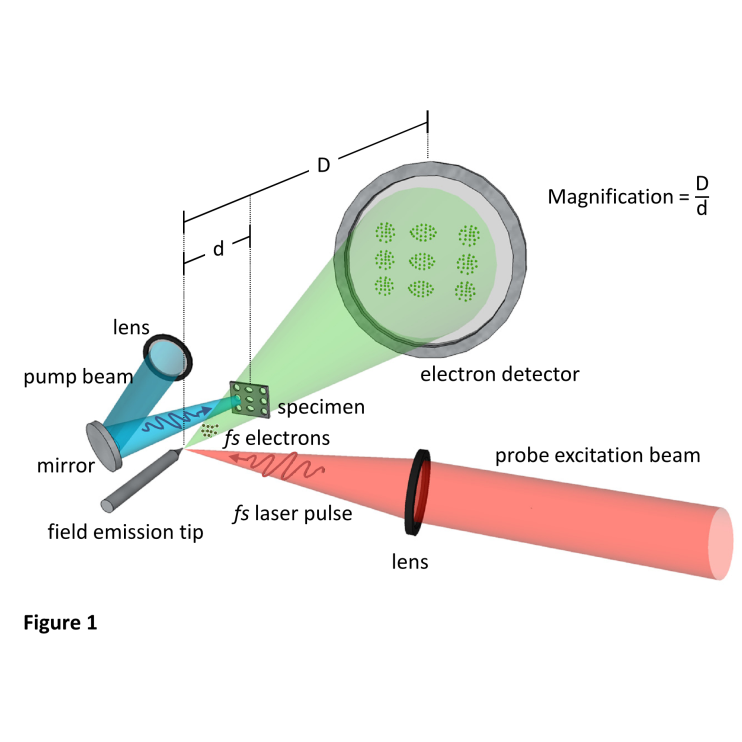 D
Magnification = D/d
d
lens
pump beam
electron detector
specimen
fs electrons
mirror
probe excitation beam
fs laser pulse
field emission tip
lens
Figure 1